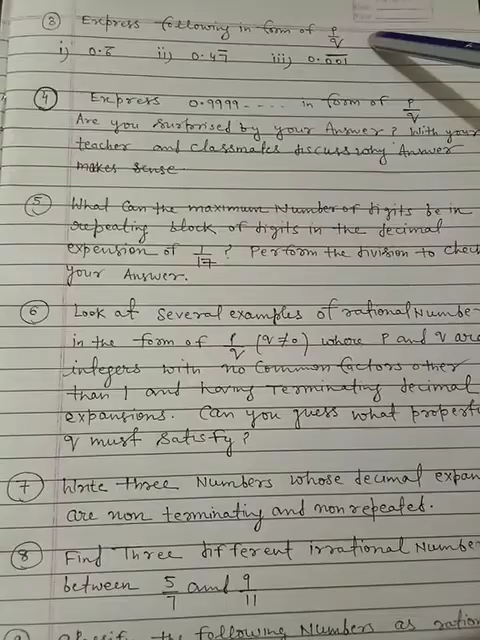 ③ Express following in form of p/q
i) 0.6̅ ii) 0.47̅ iii) 0.0̅0̅1̅
④ Express 0.9999..... in form of p/q
Are you surprised by your Answer? With your
teacher and classmates discuss why Answer
makes sense.
⑤ What can the maximum Number of digits be in
repeating block of digits in the decimal
expension of 1/17? Perform the division to check
your Answer.
⑥ Look at several examples of rational Numbe
in the form of p/q (q≠0) where p and q are
integers with no common factors other
than 1 and having terminating decimal
expansions. Can you guess what propert
q must satisfy?
⑦ Write three Numbers whose decimal expan
are non terminating and non repeated.
⑧ Find Three different irrational Numbe
between 5/7 and 9/11
the following Numbers as ration